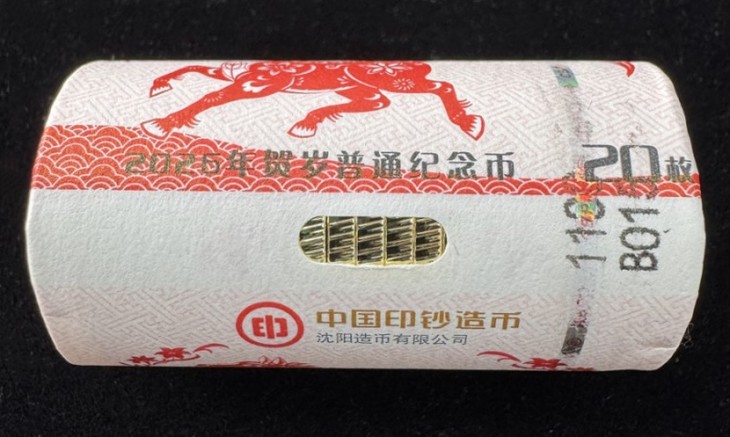 2026年贺岁普通纪念币
20枚
印
中国印钞造币
沈阳造币有限公司